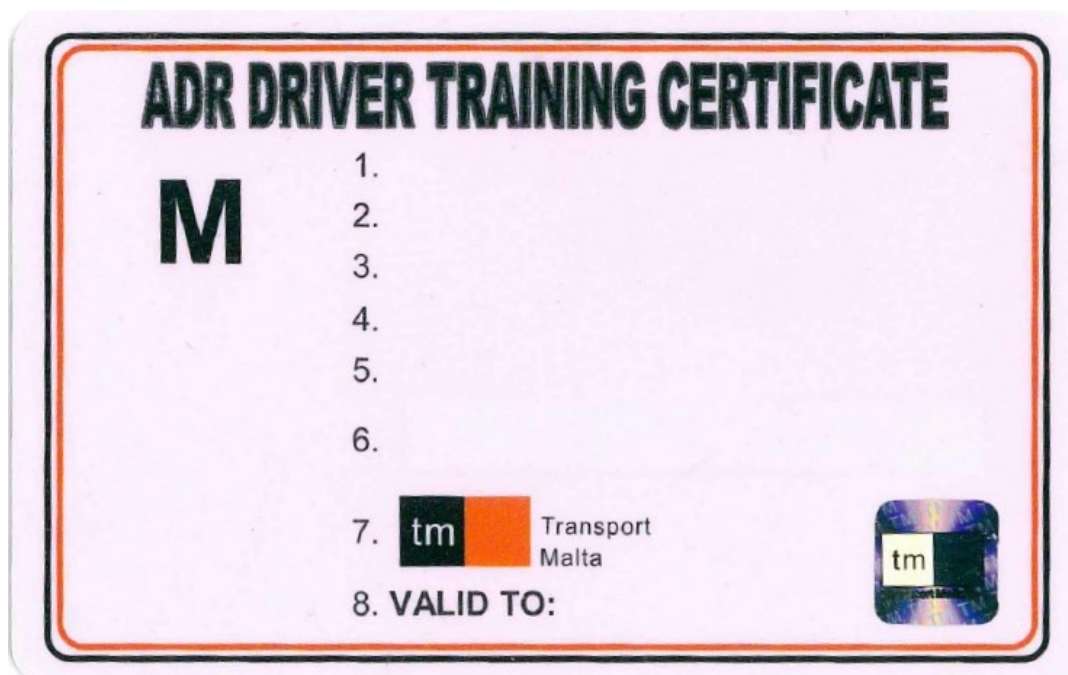 ADR DRIVER TRAINING CERTIFICATE
M
1.
2.
3.
4.
5.
6.
7. tm Transport
Malta
tm
8. VALID TO: